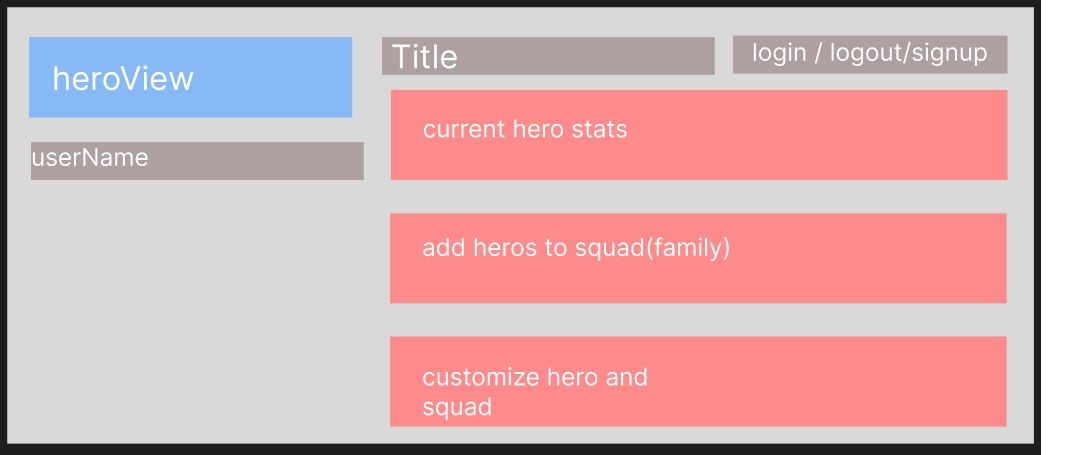 heroView
userName
Title
login / logout/signup
current hero stats
add heros to squad(family)
customize hero and
squad